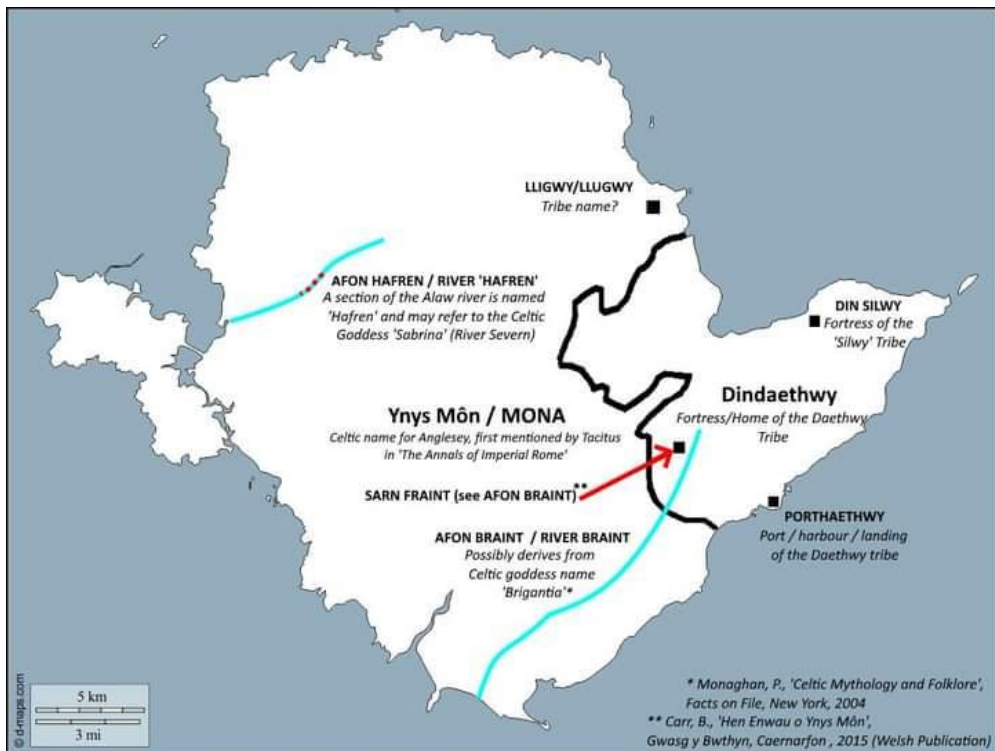 LLIGWY/LLUGWY
Tribe name?
AFON HAFREN / RIVER 'HAFREN'
A section of the Alaw river is named
'Hafren' and may refer to the Celtic
Goddess 'Sabrina' (River Severn)
DIN SILWY
Fortress of the
'Silwy' Tribe
Dindaethwy
Fortress/Home of the Daethwy
Tribe
Ynys Môn / MONA
Celtic name for Anglesey, first mentioned by Tacitus
in 'The Annals of Imperial Rome'
SARN FRAINT (see AFON BRAINT)**
PORTHAETHWY
Port / harbour / landing
of the Daethwy tribe
AFON BRAINT / RIVER BRAINT
Possibly derives from
Celtic goddess name
'Brigantia'*
* Monaghan, P., 'Celtic Mythology and Folklore',
Facts on File, New York, 2004
** Carr, B., 'Hen Enwau o Ynys Môn',
Gwasg y Bwthyn, Caernarfon , 2015 (Welsh Publication)
5 km
3 mi
© d-maps.com